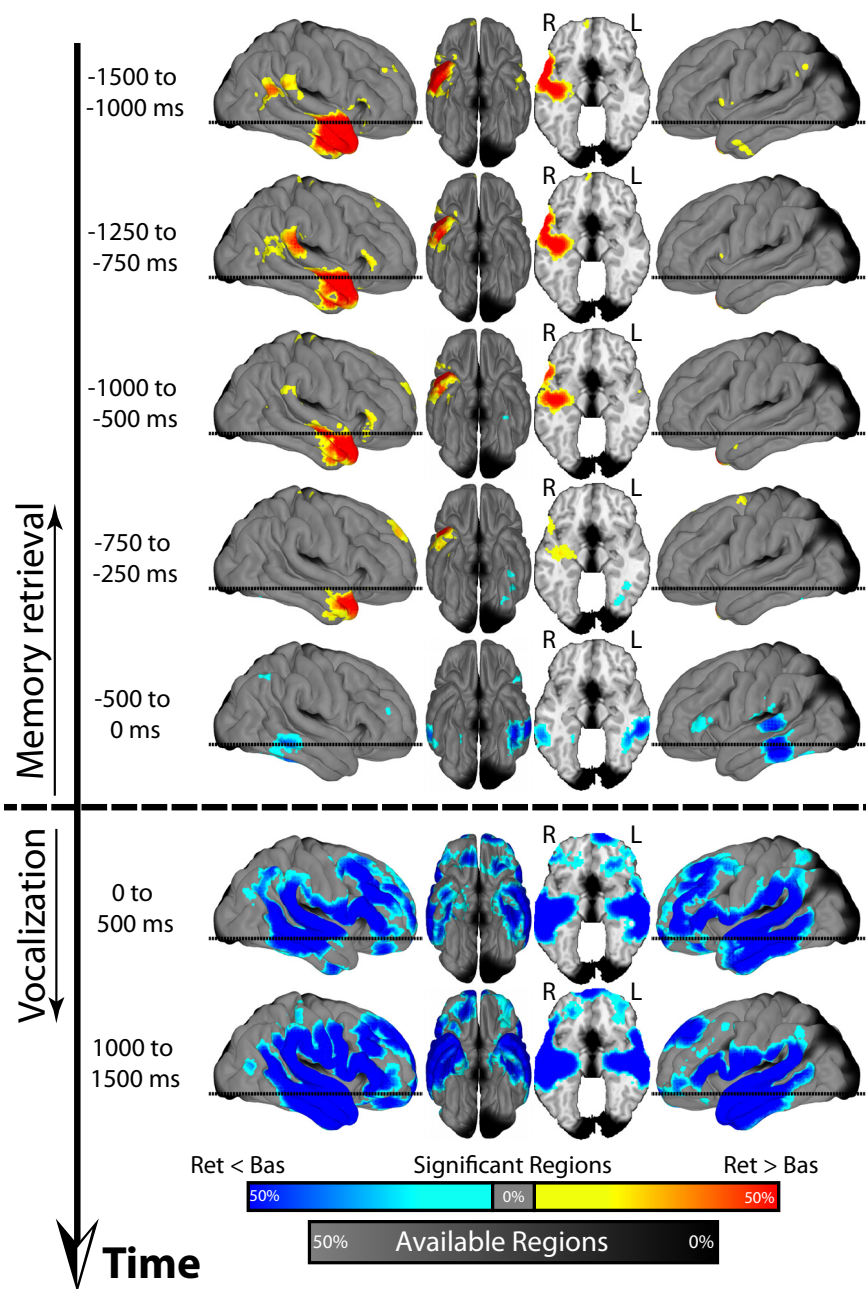 R L
-1500 to
-1000 ms
R L
-1250 to
-750 ms
R L
-1000 to
-500 ms
R L
-750 to
-250 ms
R L
-500 to
0 ms
Memory retrieval
R L
0 to
500 ms
Vocalization
R L
1000 to
1500 ms
Ret < Bas Significant Regions Ret > Bas
50% 0% 50%
50% Available Regions 0%
Time